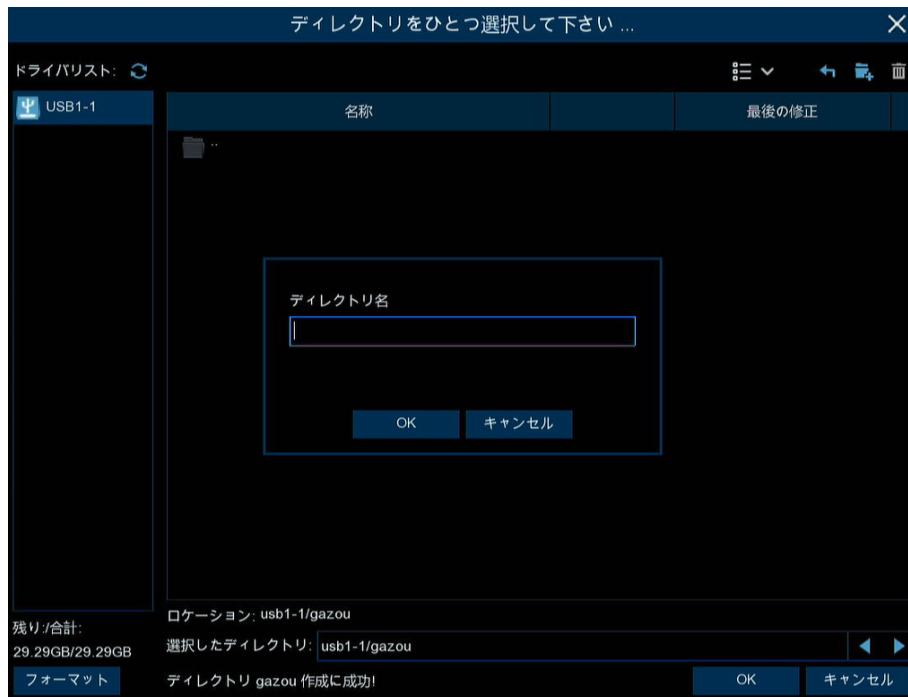 ディレクトリをひとつ選択して下さい ...
ドライバリスト:
USB1-1
名称
最後の修正
..
ディレクトリ名
OK
キャンセル
残り:/合計:
29.29GB/29.29GB
フォーマット
ロケーション: usb1-1/gazou
選択したディレクトリ: usb1-1/gazou
ディレクトリ gazou 作成に成功!
OK
キャンセル